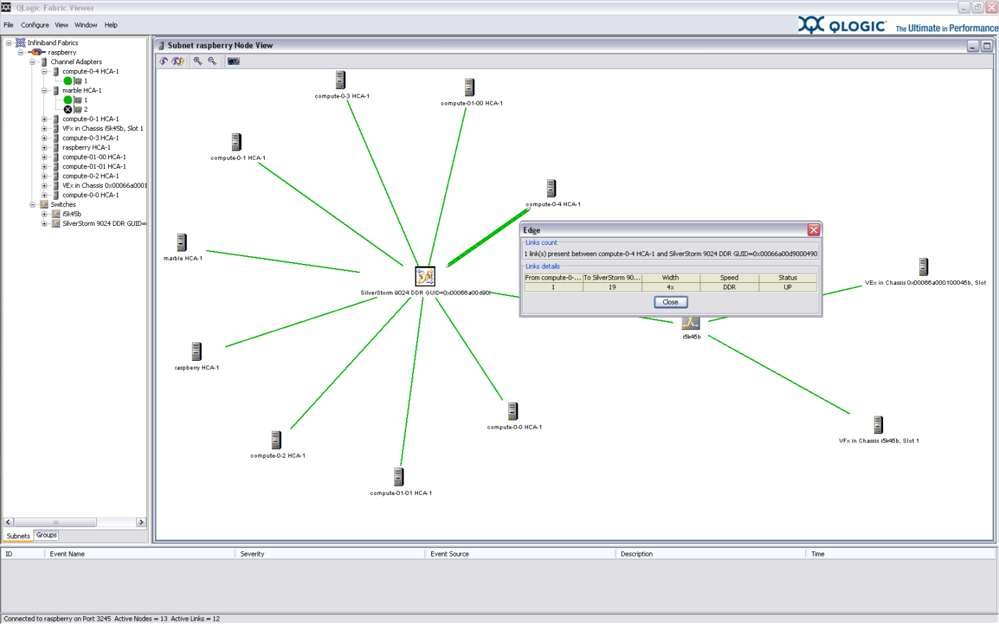 QLogic Fabric Viewer
File Configure View Window Help
QLOGIC The Ultimate in Performance
Infiniband Fabrics
raspberry
Channel Adapters
compute-0-4 HCA-1
1
marble HCA-1
1
2
compute-0-1 HCA-1
VFx in Chassis i5k45b, Slot 1
compute-0-3 HCA-1
raspberry HCA-1
compute-01-00 HCA-1
compute-01-01 HCA-1
compute-0-2 HCA-1
VEx in Chassis 0x00066a0001
compute-0-0 HCA-1
Switches
i5k45b
SilverStorm 9024 DDR GUID=
Subnets Groups
Subnet raspberry Node View
compute-0-3 HCA-1
compute-01-00 HCA-1
compute-0-1 HCA-1
compute-0-4 HCA-1
marble HCA-1
S/M
SilverStorm 9024 DDR GUID=0x00066a00d90(
Edge
Links count
1 link(s) present between compute-0-4 HCA-1 and SilverStorm 9024 DDR GUID=0x00066a00d9000490
Links details
From compute-0-... To SilverStorm 90... Width Speed Status
1 19 4x DDR UP
Close
VEx in Chassis 0x00066a000100045b, Slot
i5k45b
raspberry HCA-1
compute-0-0 HCA-1
VFx in Chassis i5k45b, Slot 1
compute-0-2 HCA-1
compute-01-01 HCA-1
ID Event Name Severity Event Source Description Time
Connected to raspberry on Port 3245 Active Nodes = 13 Active Links = 12